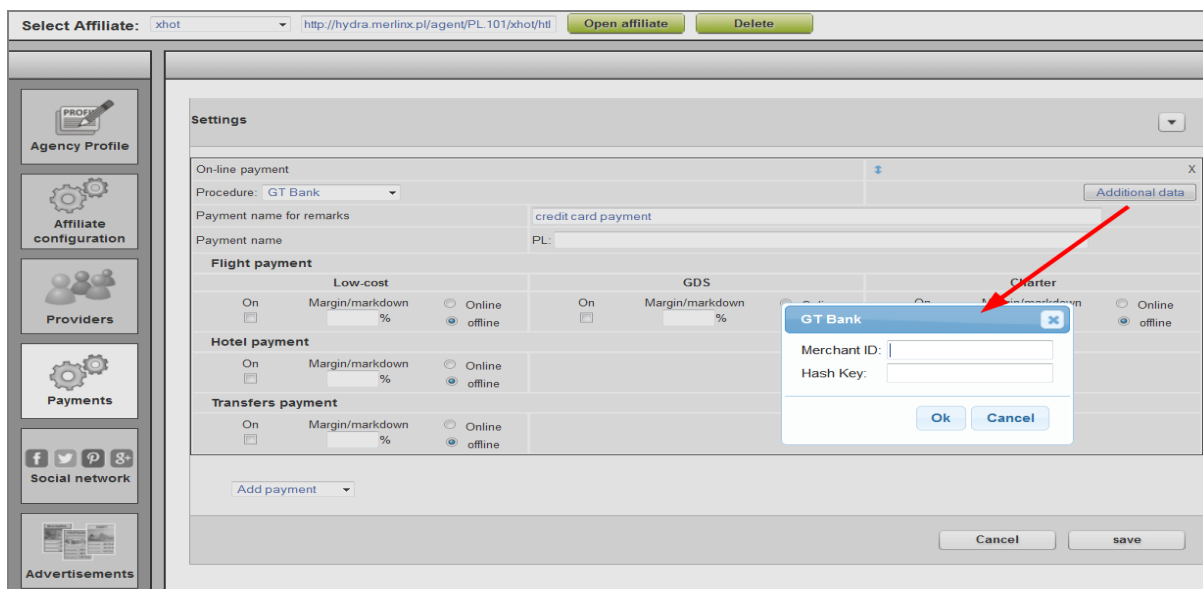 Select Affiliate: xhot http://hydra.merlinx.pl/agent/PL.101/xhot/htl Open affiliate Delete
PROFI
Agency Profile
Affiliate configuration
Providers
Payments
Social network
Advertisements
Settings
On-line payment X
Procedure: GT Bank Additional data
Payment name for remarks credit card payment
Payment name PL:
Flight payment
Low-cost GDS Charter
On Margin/markdown Online On Margin/markdown On Margin/markdown Online
% offline % offline
Hotel payment
On Margin/markdown Online
% offline
Transfers payment
On Margin/markdown Online
% offline
GT Bank
Merchant ID:
Hash Key:
Ok Cancel
Add payment
Cancel save